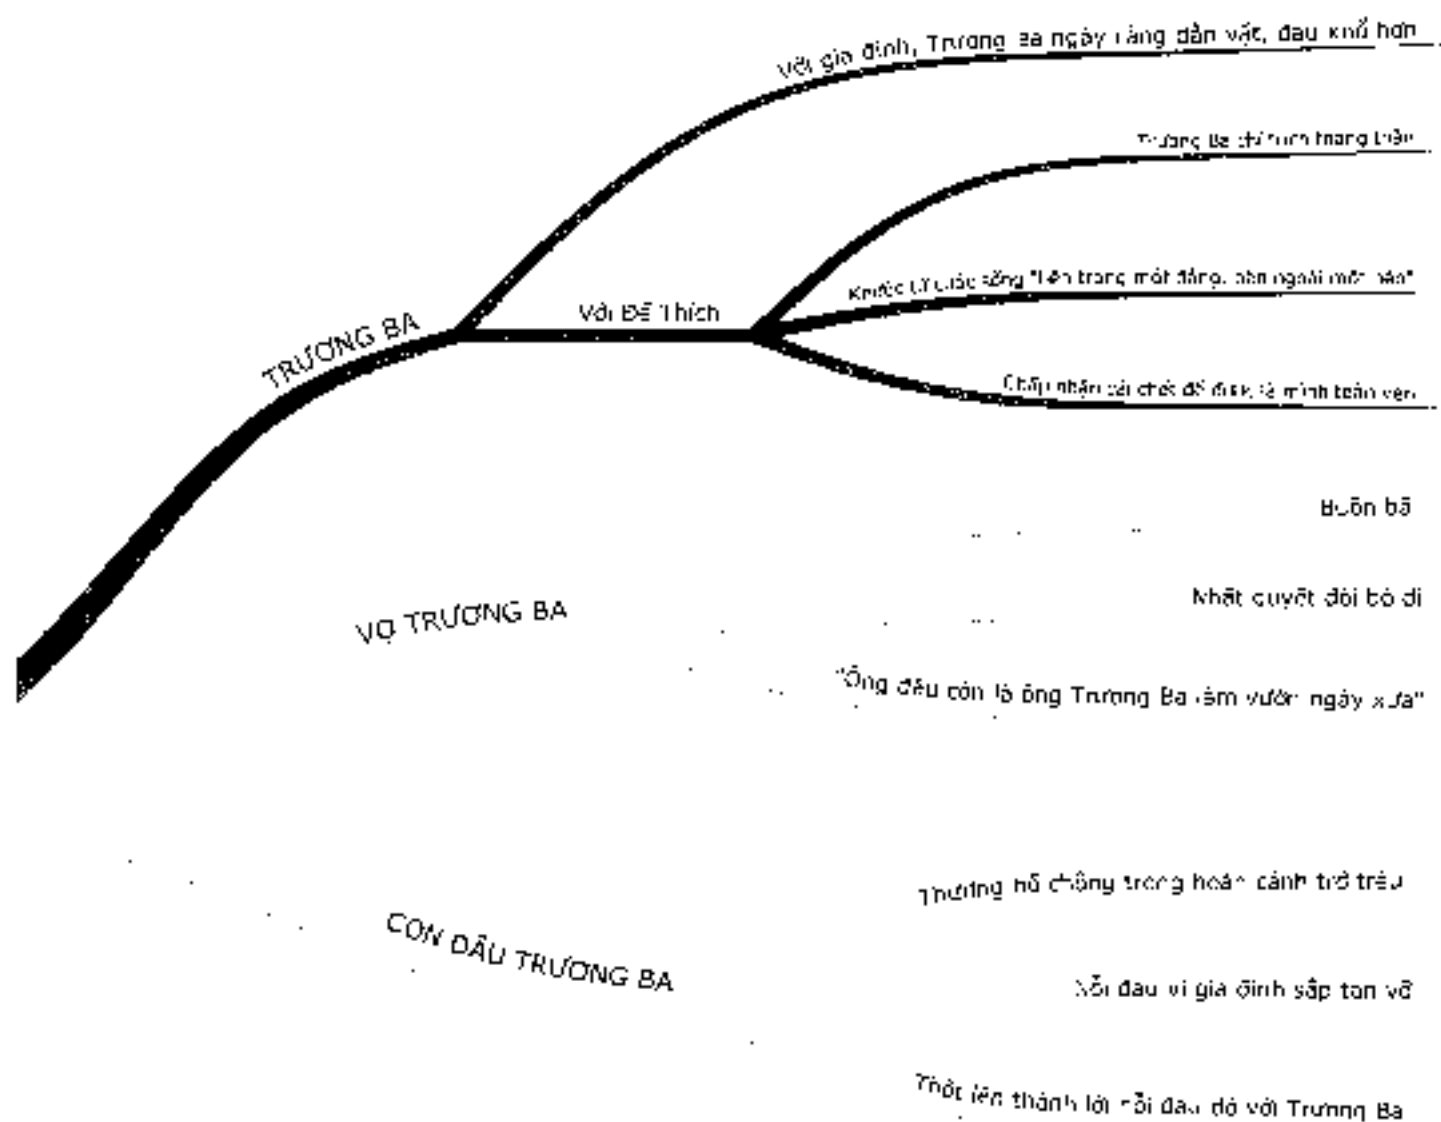 Với gia đình, Trương Ba ngày càng dằn vặt, đau khổ hơn
Trương Ba
Khước từ cuộc sống "bên trong một đằng, bên ngoài một nẻo"
Với Đế Thích
TRƯƠNG BA
Chấp nhận cái chết để được là mình toàn vẹn
Buồn bã
Nhất quyết đòi bỏ đi
VỢ TRƯƠNG BA
"Ông đâu còn là ông Trương Ba làm vườn ngày xưa"
Thương bố chồng trong hoàn cảnh trớ trêu
CON DÂU TRƯƠNG BA
Nỗi đau vì gia đình sắp tan vỡ
Thốt lên thành lời nỗi đau đó với Trương Ba